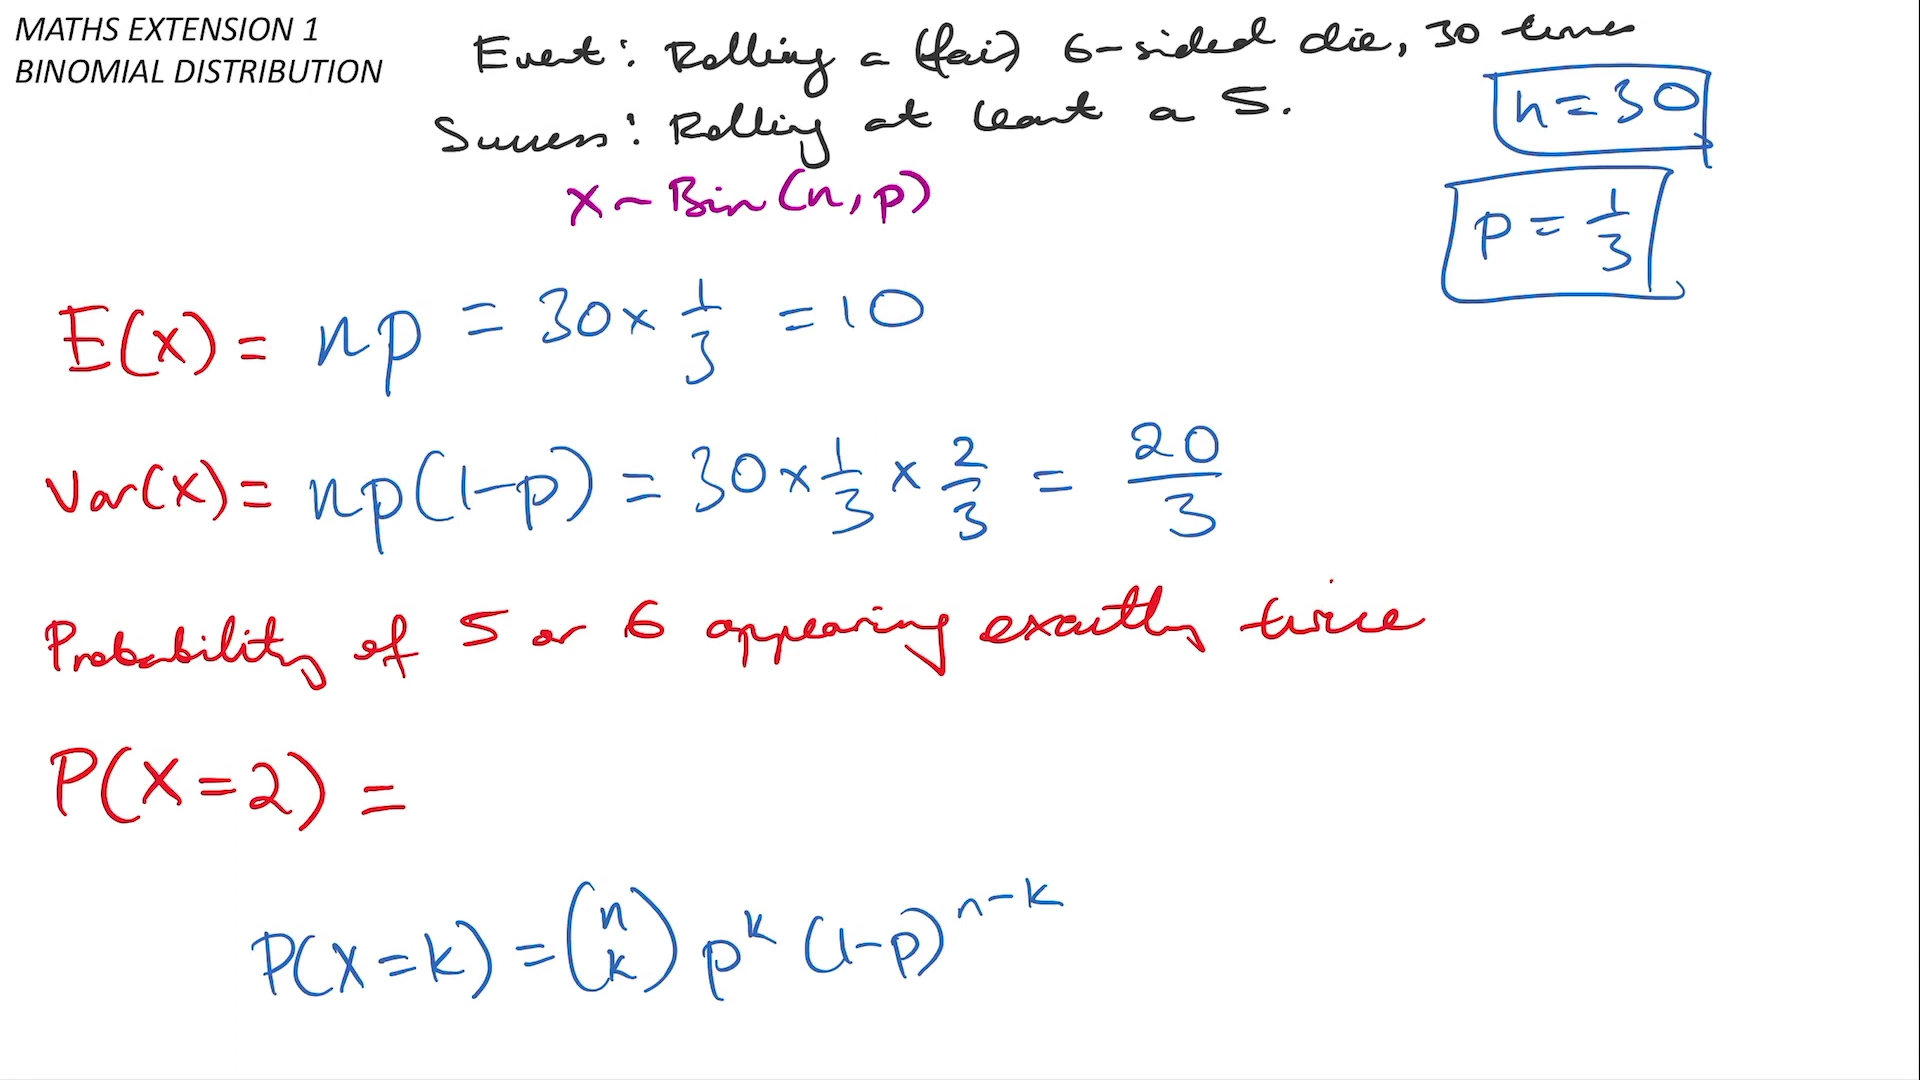 MATHS EXTENSION 1
BINOMIAL DISTRIBUTION
Event: Rolling a (fair) 6-sided die, 30 times
Success: Rolling at least a 5.
n = 30
X ~ Bin(n, p)
p = 1/3
E(X) = np = 30 × 1/3 = 10
Var(X) = np(1-p) = 30 × 1/3 × 2/3 = 20/3
Probability of 5 or 6 appearing exactly twice
P(X=2) =
P(X=k) = (n k) p^k (1-p)^n-k